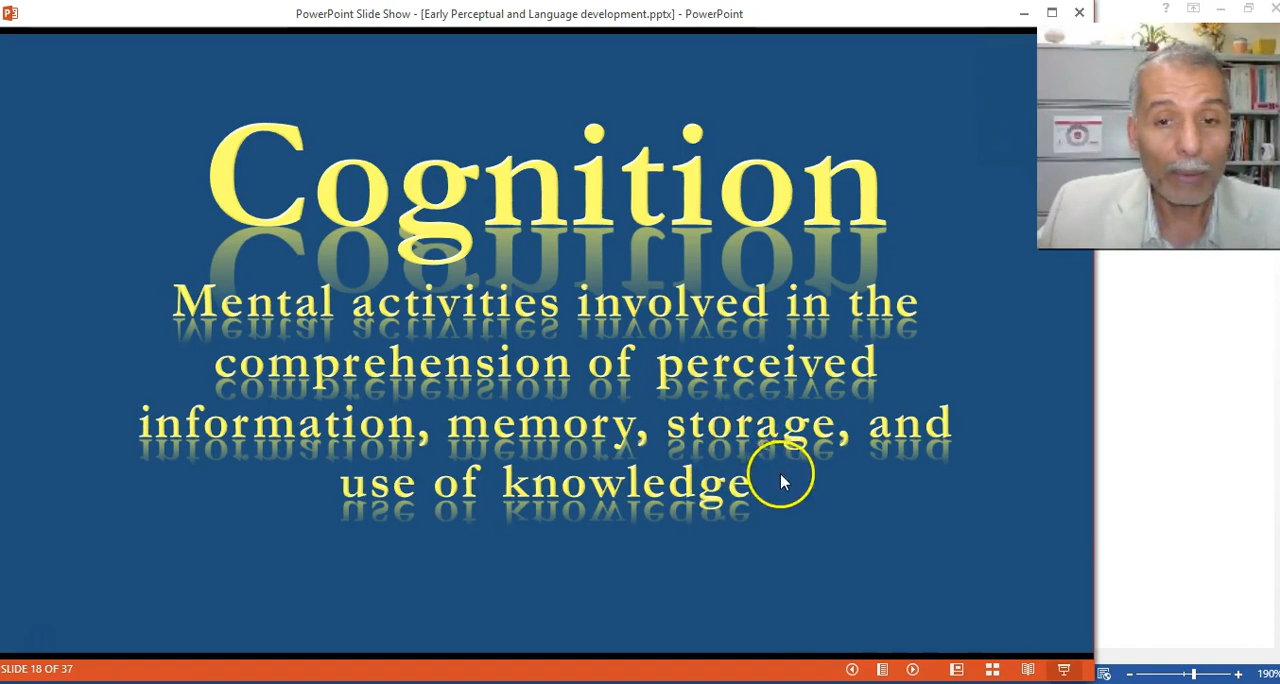 PowerPoint Slide Show - [Early Perceptual and Language development.pptx] - PowerPoint
Cognition
Mental activities involved in the
comprehension of perceived
information, memory, storage, and
use of knowledge
SLIDE 18 OF 37
190%